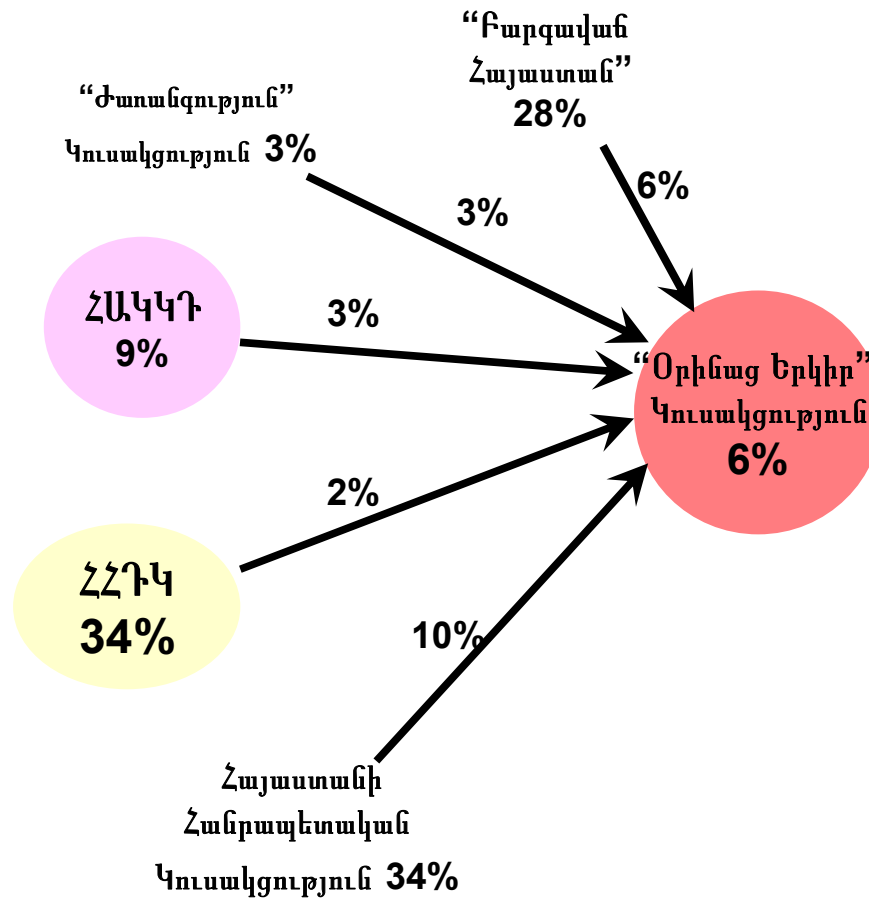 “Բարգավաճ
Հայաստան”
28%
“Ժառանգություն”
Կուսակցություն 3%
6%
3%
ՀԱԿԿԴ
9%
3%
“Օրինաց Երկիր”
Կուսակցություն
6%
2%
ՀՀԴԿ
34%
10%
Հայաստանի
Հանրապետական
Կուսակցություն 34%